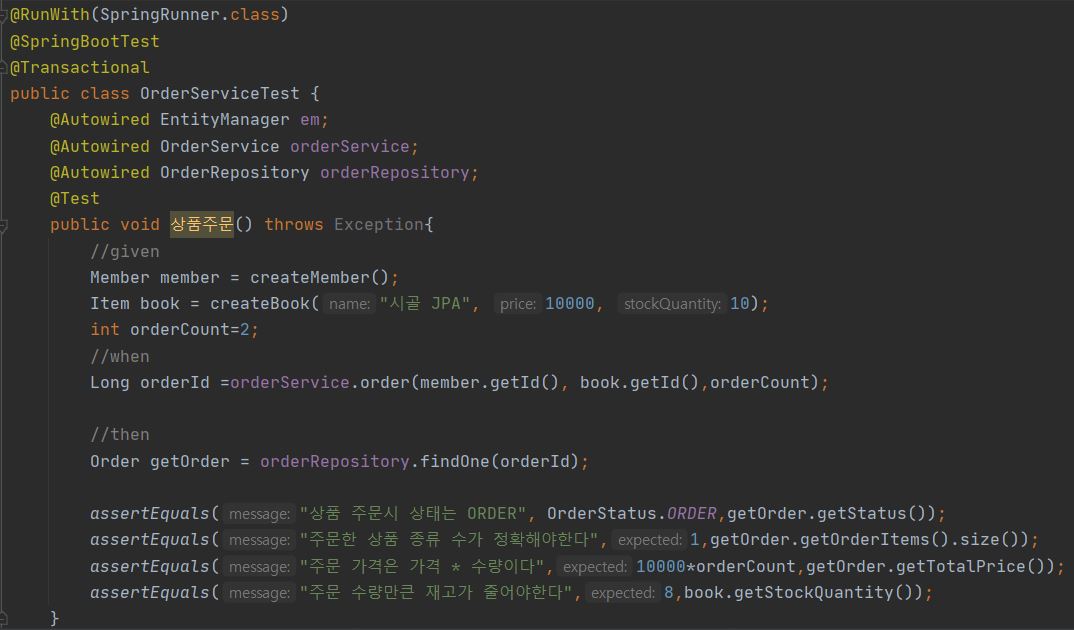 @RunWith(SpringRunner.class)
@SpringBootTest
@Transactional
public class OrderServiceTest {
@Autowired EntityManager em;
@Autowired OrderService orderService;
@Autowired OrderRepository orderRepository;
@Test
public void 상품주문() throws Exception{
//given
Member member = createMember();
Item book = createBook( name: "시골 JPA", price: 10000, stockQuantity: 10);
int orderCount=2;
//when
Long orderId =orderService.order(member.getId(), book.getId(),orderCount);
//then
Order getOrder = orderRepository.findOne(orderId);
assertEquals( message: "상품 주문시 상태는 ORDER", OrderStatus.ORDER,getOrder.getStatus());
assertEquals( message: "주문한 상품 종류 수가 정확해야한다", expected: 1,getOrder.getOrderItems().size());
assertEquals( message: "주문 가격은 가격 * 수량이다", expected: 10000*orderCount,getOrder.getTotalPrice());
assertEquals( message: "주문 수량만큰 재고가 줄어야한다", expected: 8,book.getStockQuantity());
}